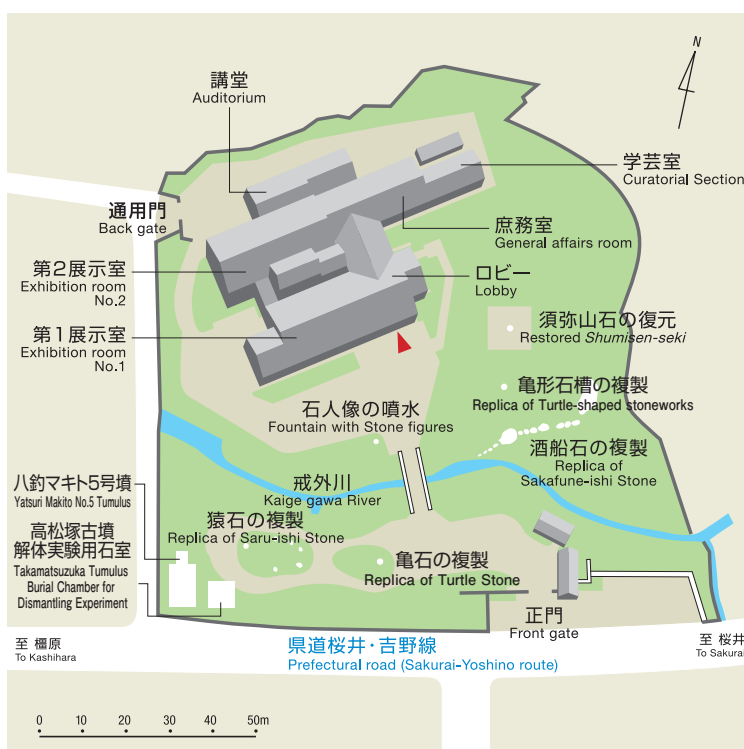 N
講堂
Auditorium
学芸室
Curatorial Section
通用門
Back gate
庶務室
General affairs room
第2展示室
Exhibition room
No.2
ロビー
Lobby
第1展示室
Exhibition room
No.1
須弥山石の復元
Restored Shumisen-seki
亀形石槽の複製
Replica of Turtle-shaped stoneworks
石人像の噴水
Fountain with Stone figures
酒船石の複製
Replica of
Sakafune-ishi Stone
八釣マキト5号墳
Yatsuri Makito No.5 Tumulus
戒外川
Kaige gawa River
猿石の複製
Replica of Saru-ishi Stone
高松塚古墳
解体実験用石室
Takamatsuzuka Tumulus
Burial Chamber for
Dismantling Experiment
亀石の複製
Replica of Turtle Stone
正門
Front gate
至 橿原
To Kashihara
県道桜井・吉野線
Prefectural road (Sakurai-Yoshino route)
至 桜井
To Sakurai
0 10 20 30 40 50m